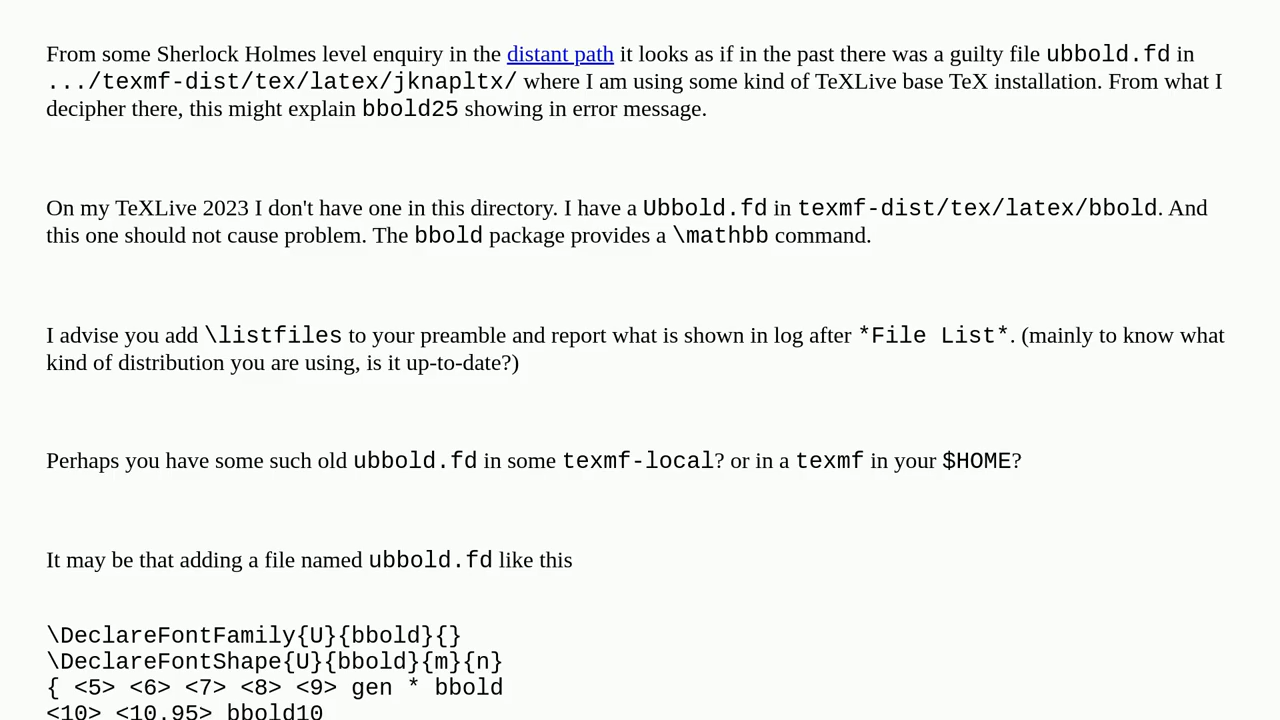 From some Sherlock Holmes level enquiry in the distant path it looks as if in the past there was a guilty file ubbold.fd in
.../texmf-dist/tex/latex/jknapltx/ where I am using some kind of TeXLive base TeX installation. From what I
decipher there, this might explain bbold25 showing in error message.
On my TeXLive 2023 I don't have one in this directory. I have a Ubbold.fd in texmf-dist/tex/latex/bbold. And
this one should not cause problem. The bbold package provides a \mathbb command.
I advise you add \listfiles to your preamble and report what is shown in log after *File List*. (mainly to know what
kind of distribution you are using, is it up-to-date?)
Perhaps you have some such old ubbold.fd in some texmf-local? or in a texmf in your $HOME?
It may be that adding a file named ubbold.fd like this
\DeclareFontFamily{U}{bbold}{}
\DeclareFontShape{U}{bbold}{m}{n}
{ <5> <6> <7> <8> <9> gen * bbold
<10> <10.95> bbold10